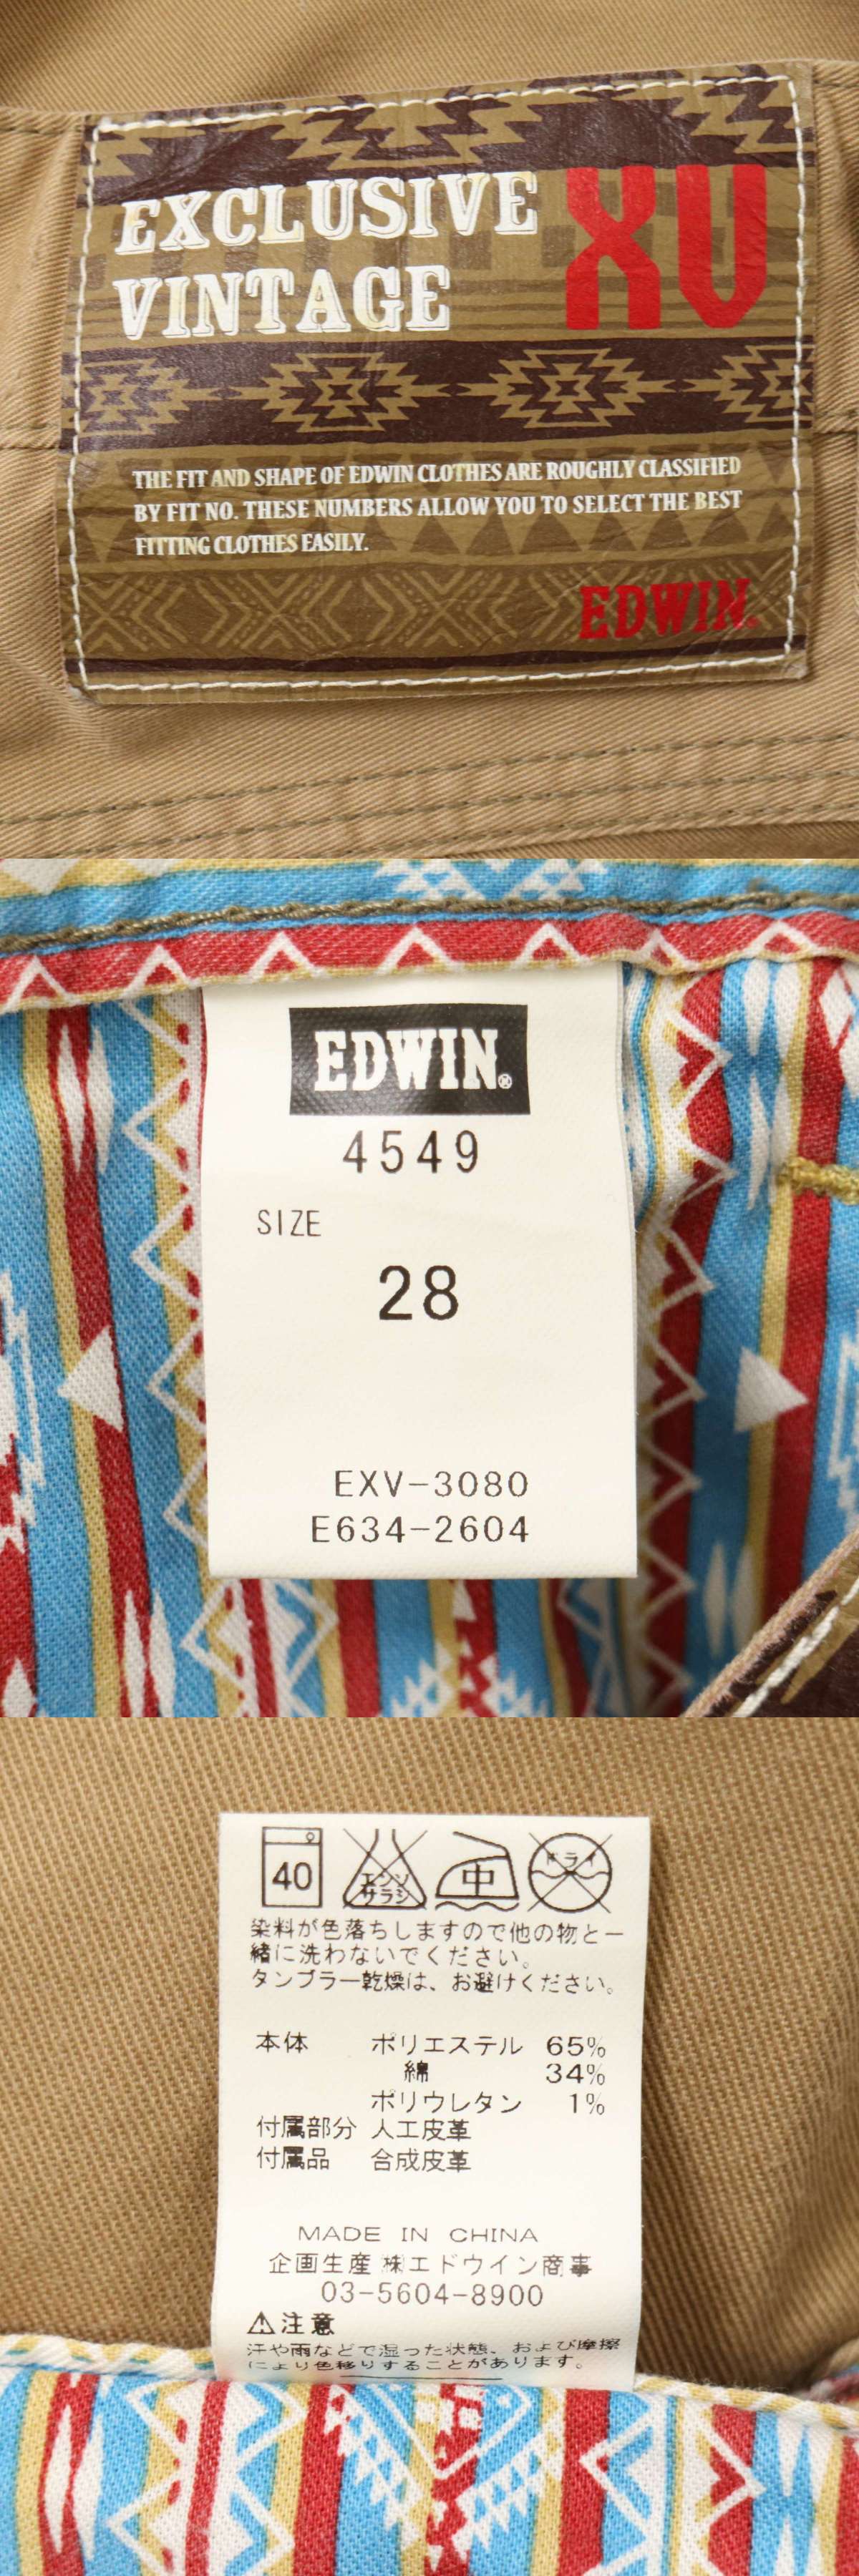 EXCLUSIVE XV
VINTAGE
THE FIT AND SHAPE OF EDWIN CLOTHES ARE ROUGHLY CLASSIFIED
BY FIT NO. THESE NUMBERS ALLOW YOU TO SELECT THE BEST
FITTING CLOTHES EASILY.
EDWIN®
EDWIN®
4549
SIZE
28
EXV-3080
E634-2604
40 エンソサラシ 中 ドライ
染料が色落ちしますので他の物と一
緒に洗わないでください。
タンブラー乾燥は、お避けください。
本体 ポリエステル 65%
綿 34%
ポリウレタン 1%
付属部分 人工皮革
付属品 合成皮革
MADE IN CHINA
企画生産 ㈱エドウイン商事
03-5604-8900
⚠注意
汗や雨などで湿った状態、および摩擦
により色移りすることがあります。